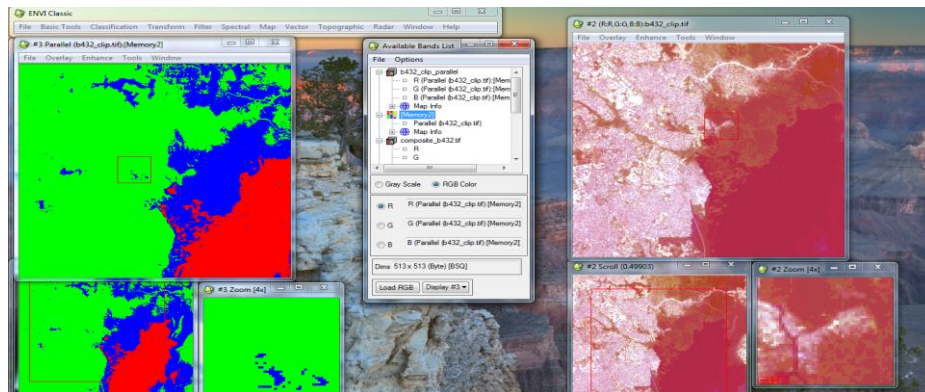 ENVI Classic
File Basic Tools Classification Transform Filter Spectral Map Vector Topographic Radar Window Help
#3 Parallel (b432_clip.tif):[Memory2]
File Overlay Enhance Tools Window
#3 Zoom [4x]
Available Bands List
File Options
b432_clip_parallel
R (Parallel (b432_clip.tif):[Mem
G (Parallel (b432_clip.tif):[Mem
B (Parallel (b432_clip.tif):[Mem
Map Info
[Memory2]
Parallel (b432_clip.tif)
Map Info
composite_b432.tif
R
G
Gray Scale RGB Color
R R (Parallel (b432_clip.tif):[Memory2]
G G (Parallel (b432_clip.tif):[Memory2]
B B (Parallel (b432_clip.tif):[Memory2[
Dims 513 x 513 (Byte) [BSQ]
Load RGB Display #3
#2 (R:R,G:G,B:B):b432_clip.tif
File Overlay Enhance Tools Window
#2 Scroll (0.49903)
#2 Zoom [4x]